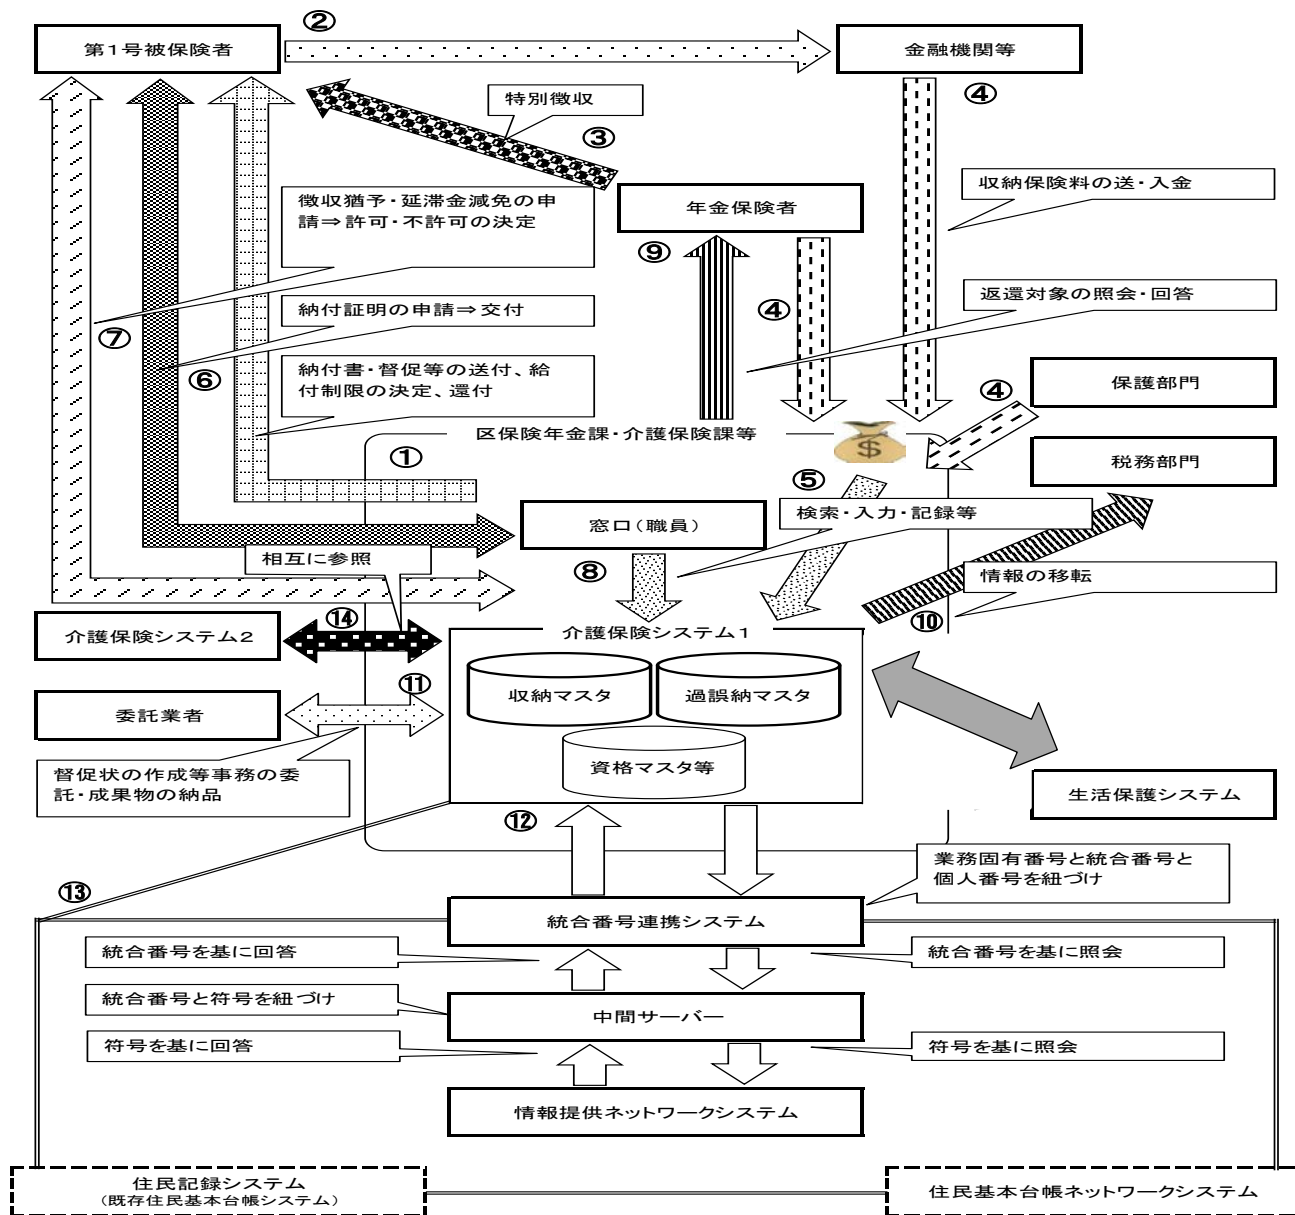 ②
第1号被保険者
金融機関等
④
特別徴収
③
収納保険料の送・入金
年金保険者
徴収猶予・延滞金減免の申
請⇒許可・不許可の決定
⑨
返還対象の照会・回答
納付証明の申請⇒交付
④
⑦
⑥
納付書・督促等の送付、給
付制限の決定、還付
保護部門
④
区保険年金課・介護保険課等
$
①
税務部門
⑤
窓口(職員)
検索・入力・記録等
相互に参照
⑧
情報の移転
⑭
⑩
介護保険システム2
介護保険システム1
⑪
収納マスタ
過誤納マスタ
委託業者
資格マスタ等
督促状の作成等事務の委
託・成果物の納品
生活保護システム
⑫
業務固有番号と統合番号と
個人番号を紐づけ
⑬
統合番号連携システム
統合番号を基に回答
統合番号を基に照会
統合番号と符号を紐づけ
中間サーバー
符号を基に回答
符号を基に照会
情報提供ネットワークシステム
住民記録システム
(既存住民基本台帳システム)
住民基本台帳ネットワークシステム